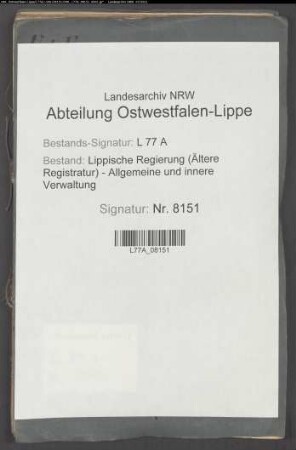 Landesarchiv NRW
Abteilung Ostwestfalen-Lippe
Bestands-Signatur: L 77 A
Bestand: Lippische Regierung (Ältere
Registratur) - Allgemeine und innere
Verwaltung
Signatur: Nr. 8151
L77A_08151